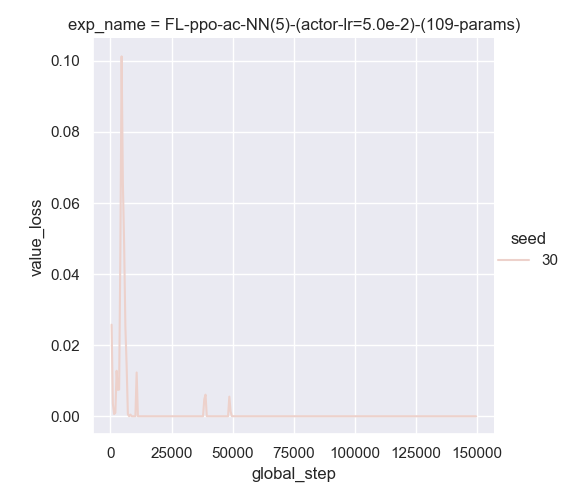 exp_name = FL-ppo-ac-NN(5)-(actor-lr=5.0e-2)-(109-params)
0.10
0.08
0.06
0.04
0.02
0.00
value_loss
0 25000 50000 75000 100000 125000 150000
global_step
seed
30